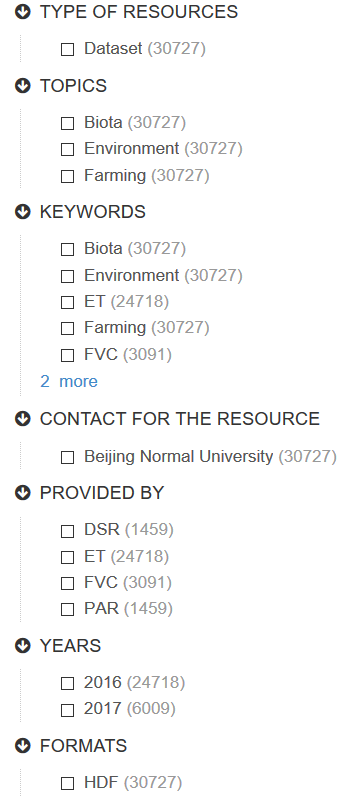 TYPE OF RESOURCES
Dataset (30727)
TOPICS
Biota (30727)
Environment (30727)
Farming (30727)
KEYWORDS
Biota (30727)
Environment (30727)
ET (24718)
Farming (30727)
FVC (3091)
2 more
CONTACT FOR THE RESOURCE
Beijing Normal University (30727)
PROVIDED BY
DSR (1459)
ET (24718)
FVC (3091)
PAR (1459)
YEARS
2016 (24718)
2017 (6009)
FORMATS
HDF (30727)